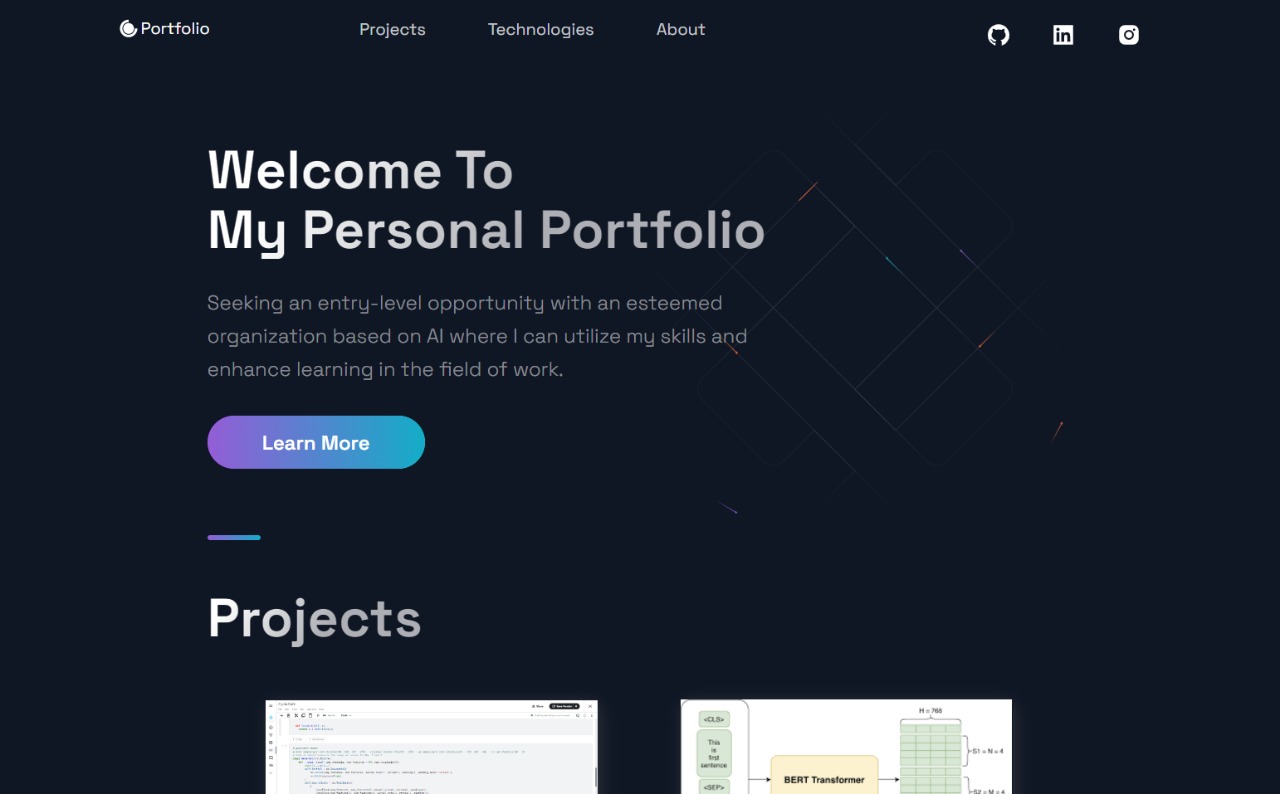 Portfolio
Projects
Technologies
About
Welcome To
My Personal Portfolio
Seeking an entry-level opportunity with an esteemed
organization based on AI where I can utilize my skills and
enhance learning in the field of work.
Learn More
Projects
H = 768
<CLS>
This
is
first
sentence
<SEP>
BERT Transformer
S1 = N = 4
S2 = M = 4